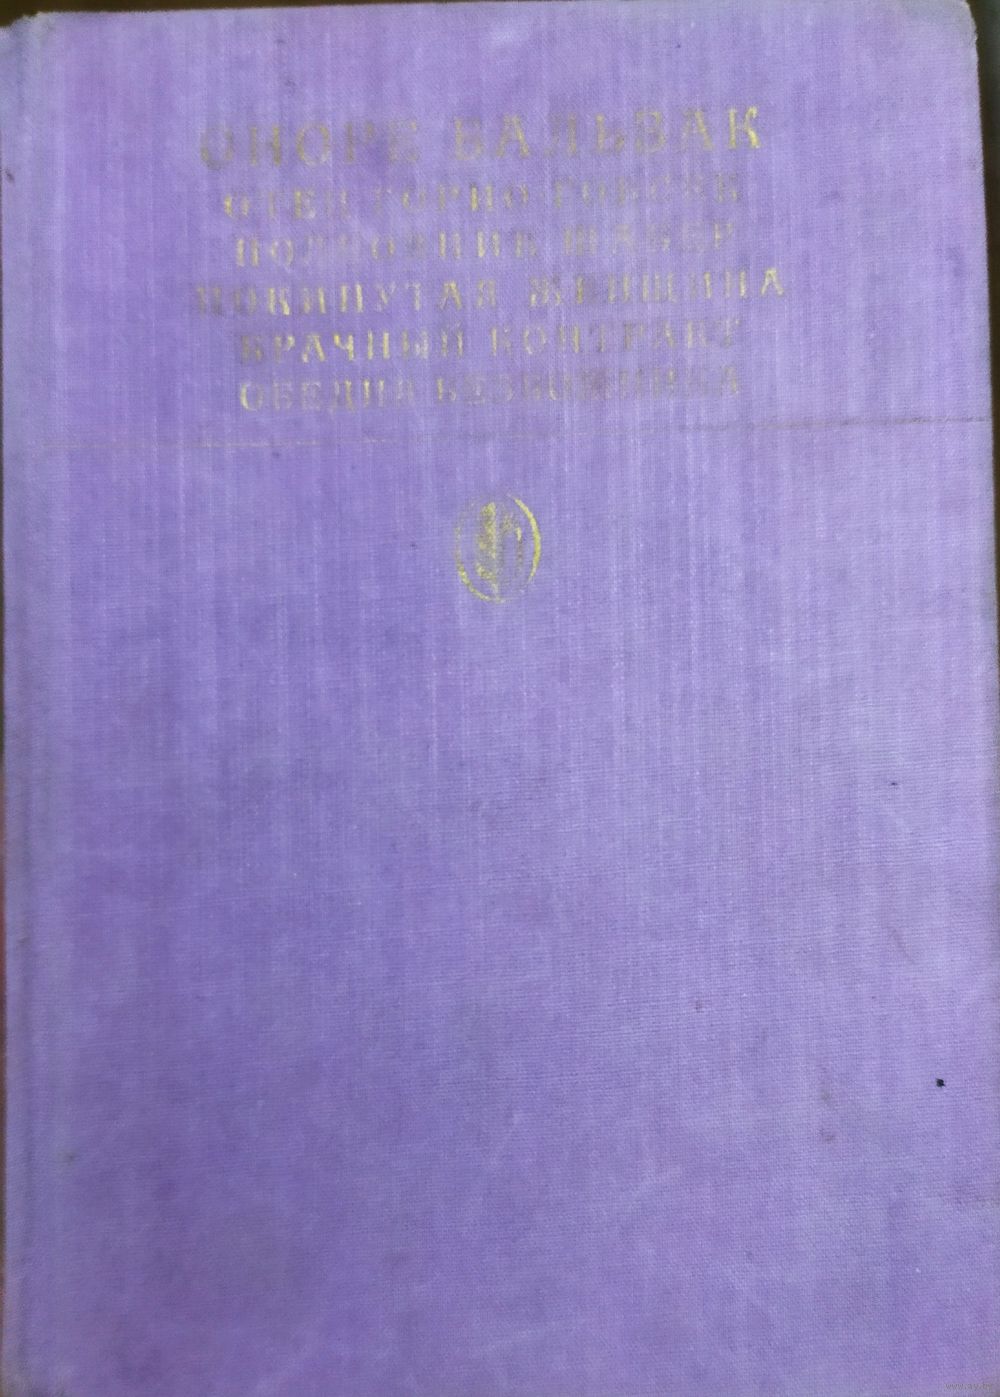 ОНОРЕ БАЛЬЗАК
ОТЕЦ ГОРИО ГОБСЕК
ПОЛКОВНИК ШАБЕР
ПОКИНУТАЯ ЖЕНЩИНА
БРАЧНЫЙ КОНТРАКТ
ОБЕДНЯ БЕЗБОЖНИКА